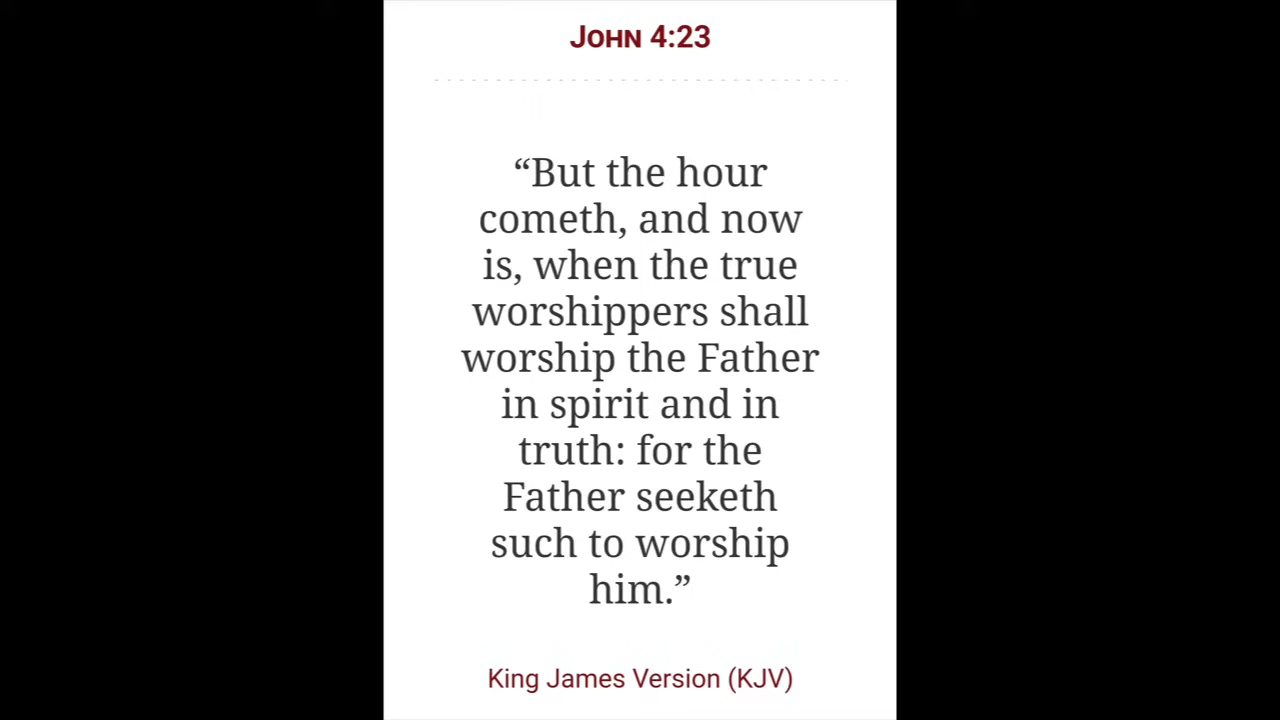 John 4:23
“But the hour
cometh, and now
is, when the true
worshippers shall
worship the Father
in spirit and in
truth: for the
Father seeketh
such to worship
him.”
King James Version (KJV)